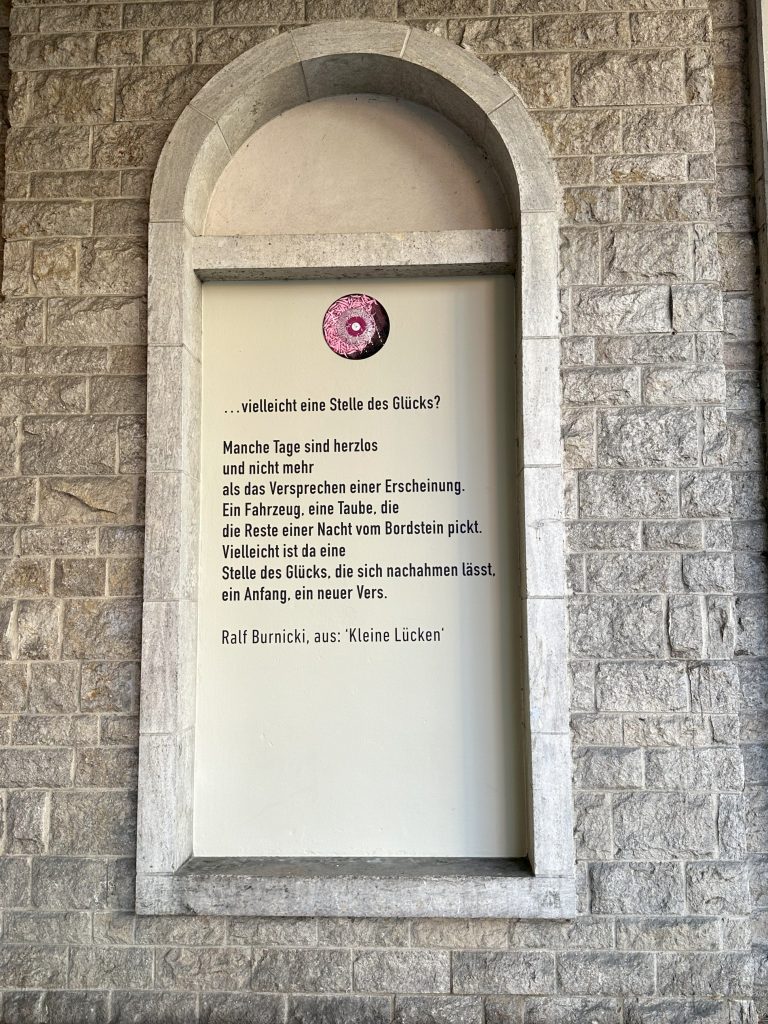 ...vielleicht eine Stelle des Glücks?
Manche Tage sind herzlos
und nicht mehr
als das Versprechen einer Erscheinung.
Ein Fahrzeug, eine Taube, die
die Reste einer Nacht vom Bordstein pickt.
Vielleicht ist da eine
Stelle des Glücks, die sich nachahmen lässt,
ein Anfang, ein neuer Vers.
Ralf Burnicki, aus: 'Kleine Lücken'